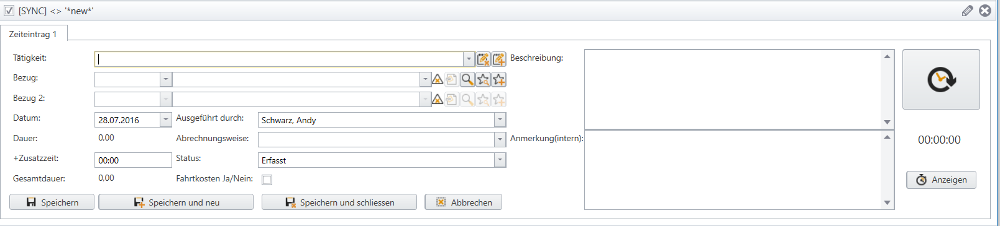 [SYNC] <> '*new*'
Zeiteintrag 1
Tätigkeit:
Beschreibung:
Bezug:
Bezug 2:
Datum: 28.07.2016 Ausgeführt durch: Schwarz, Andy
Dauer: 0,00 Abrechnungsweise:
Anmerkung(intern):
00:00:00
+Zusatzzeit: 00:00 Status: Erfasst
Gesamtdauer: 0,00 Fahrtkosten Ja/Nein:
Anzeigen
Speichern Speichern und neu Speichern und schliessen Abbrechen